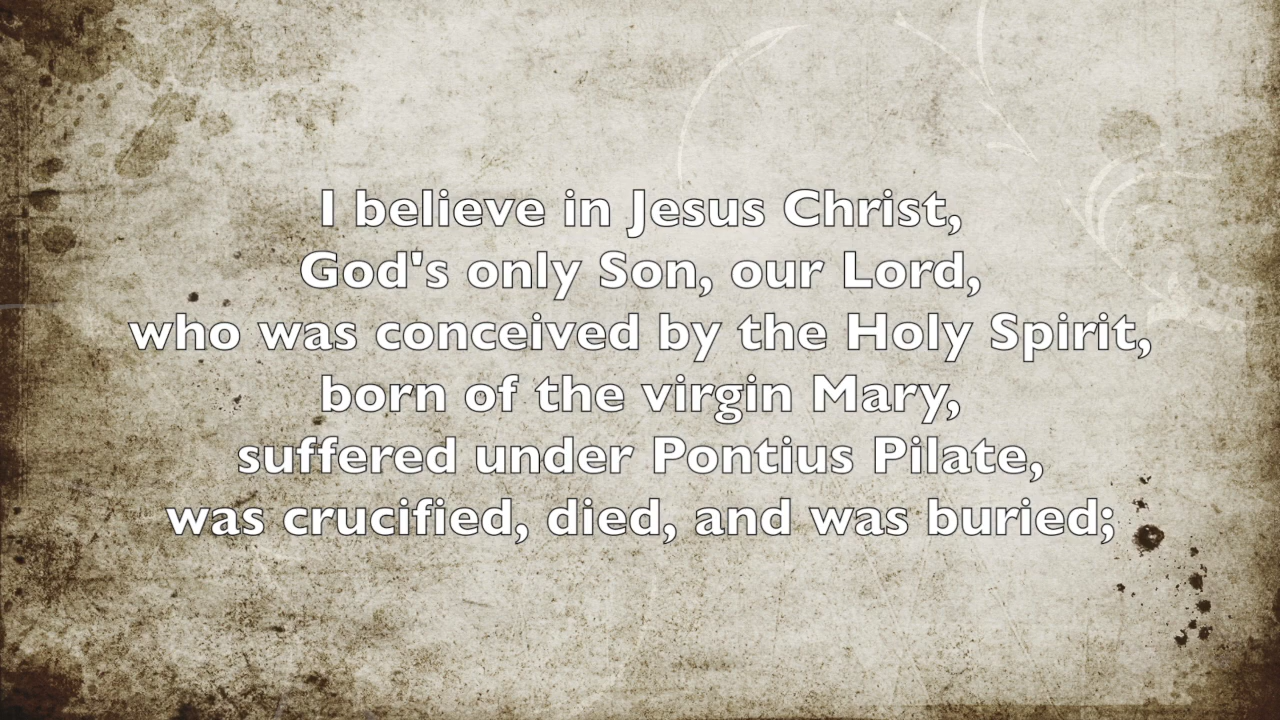 I believe in Jesus Christ,
God's only Son, our Lord,
who was conceived by the Holy Spirit,
born of the virgin Mary,
suffered under Pontius Pilate,
was crucified, died, and was buried;